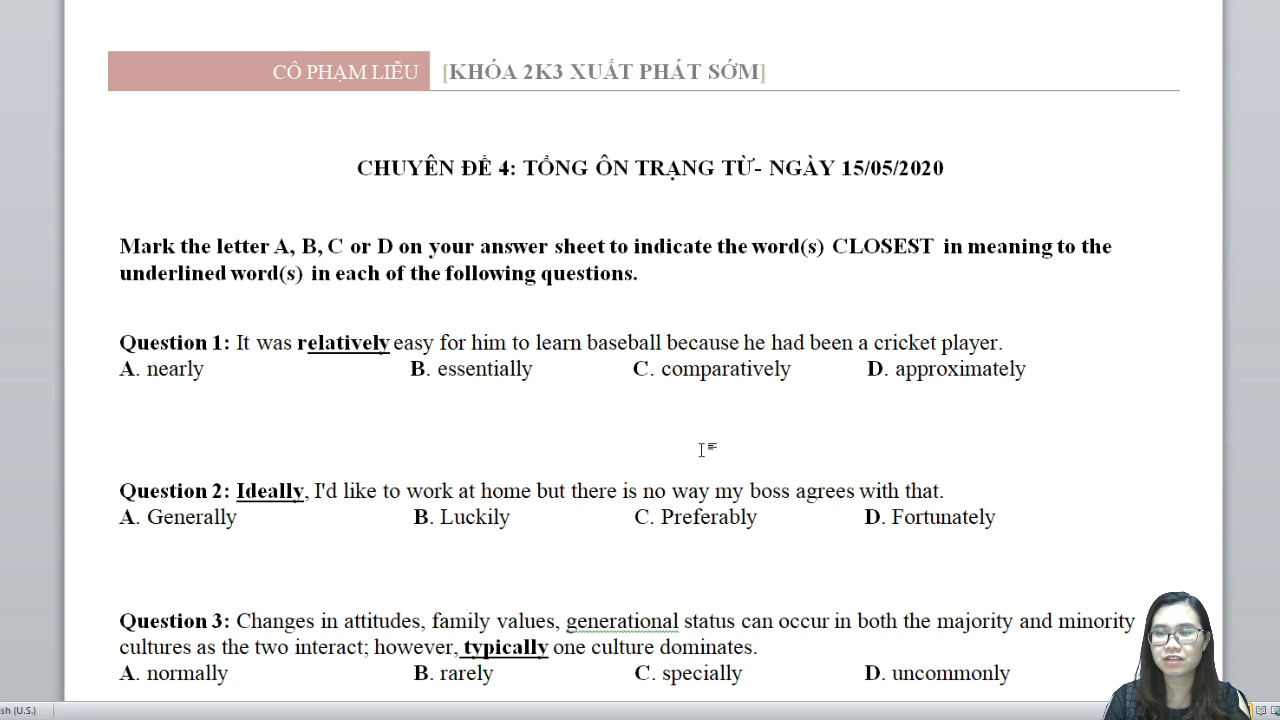 CÔ PHẠM LIỄU [KHÓA 2K3 XUẤT PHÁT SỚM]
CHUYÊN ĐỀ 4: TỔNG ÔN TRẠNG TỪ- NGÀY 15/05/2020
Mark the letter A, B, C or D on your answer sheet to indicate the word(s) CLOSEST in meaning to the
underlined word(s) in each of the following questions.
Question 1: It was relatively easy for him to learn baseball because he had been a cricket player.
A. nearly B. essentially C. comparatively D. approximately
Question 2: Ideally, I'd like to work at home but there is no way my boss agrees with that.
A. Generally B. Luckily C. Preferably D. Fortunately
Question 3: Changes in attitudes, family values, generational status can occur in both the majority and minority
cultures as the two interact; however, typically one culture dominates.
A. normally B. rarely C. specially D. uncommonly
sh (U.S.)